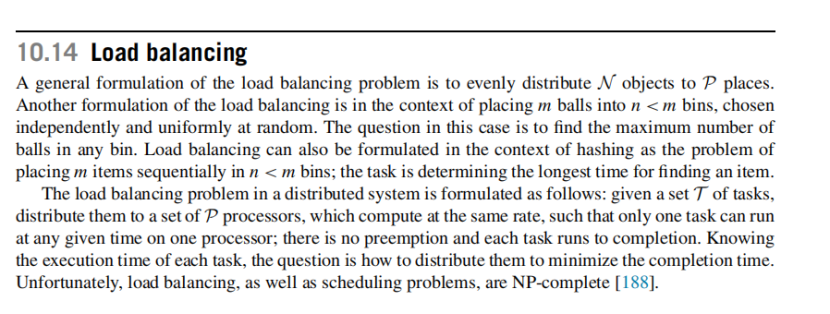 10.14 Load balancing
A general formulation of the load balancing problem is to evenly distribute 𝒩 objects to 𝒫 places.
Another formulation of the load balancing is in the context of placing m balls into n < m bins, chosen
independently and uniformly at random. The question in this case is to find the maximum number of
balls in any bin. Load balancing can also be formulated in the context of hashing as the problem of
placing m items sequentially in n < m bins; the task is determining the longest time for finding an item.
The load balancing problem in a distributed system is formulated as follows: given a set 𝒯 of tasks,
distribute them to a set of 𝒫 processors, which compute at the same rate, such that only one task can run
at any given time on one processor; there is no preemption and each task runs to completion. Knowing
the execution time of each task, the question is how to distribute them to minimize the completion time.
Unfortunately, load balancing, as well as scheduling problems, are NP-complete [188].